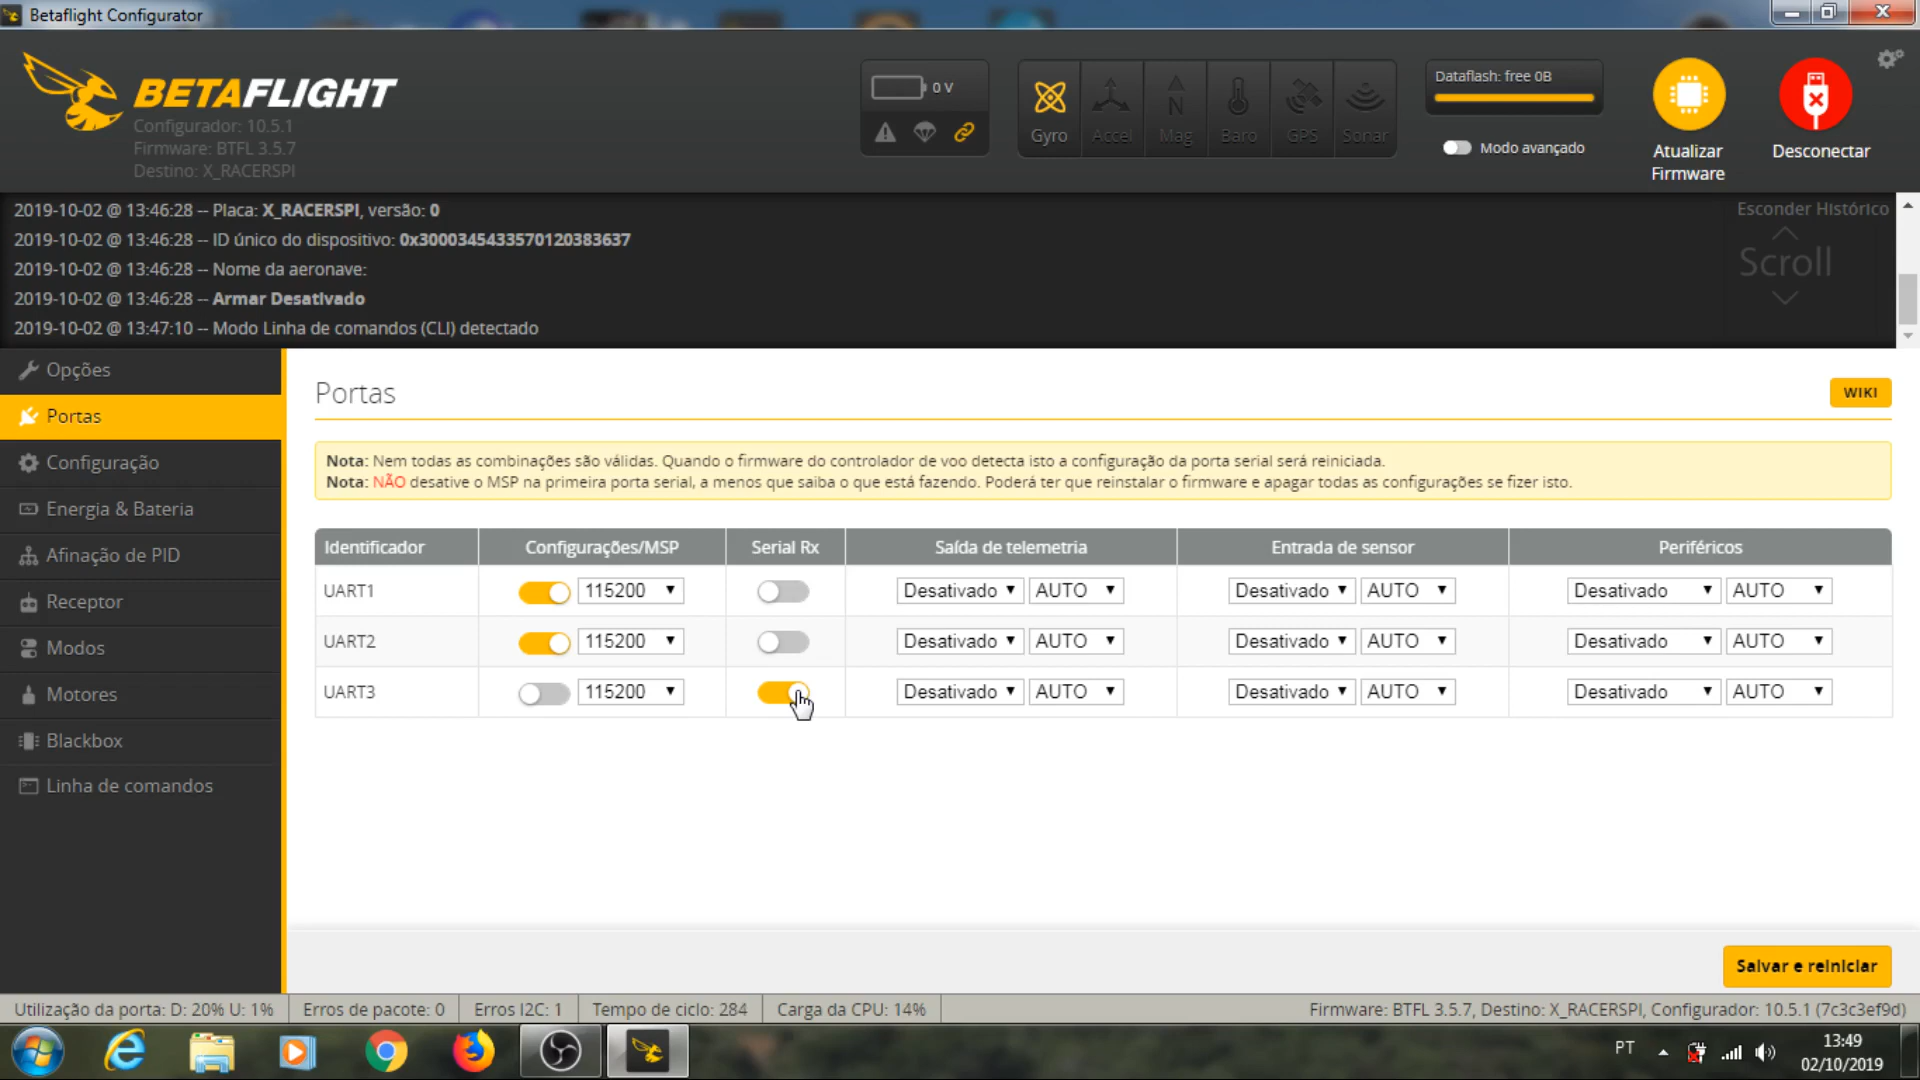 Betaflight Configurator
BETAFLIGHT
Configurador: 10.5.1
Firmware: BTFL 3.5.7
Destino: X_RACERSPI
0 V
Gyro
Accel
Mag
Baro
GPS
Sonar
Dataflash: free 0B
Modo avançado
Atualizar
Firmware
Desconectar
2019-10-02 @ 13:46:28 -- Placa: X_RACERSPI, versão: 0
2019-10-02 @ 13:46:28 -- ID único do dispositivo: 0x3000345433570120383637
2019-10-02 @ 13:46:28 -- Nome da aeronave:
2019-10-02 @ 13:46:28 -- Armar Desativado
2019-10-02 @ 13:47:10 -- Modo Linha de comandos (CLI) detectado
Esconder Histórico
Scroll
Opções
Portas
Configuração
Energia & Bateria
Afinação de PID
Receptor
Modos
Motores
Blackbox
Linha de comandos
Portas
WIKI
Nota: Nem todas as combinações são válidas. Quando o firmware do controlador de voo detecta isto a configuração da porta serial será reiniciada.
Nota: NÃO desative o MSP na primeira porta serial, a menos que saiba o que está fazendo. Poderá ter que reinstalar o firmware e apagar todas as configurações se fizer isto.
Identificador Configurações/MSP Serial Rx Saída de telemetria Entrada de sensor Periféricos
UART1 115200 Desativado AUTO Desativado AUTO Desativado AUTO
UART2 115200 Desativado AUTO Desativado AUTO Desativado AUTO
UART3 115200 Desativado AUTO Desativado AUTO Desativado AUTO
Salvar e reiniciar
Utilização da porta: D: 20% U: 1% Erros de pacote: 0 Erros I2C: 1 Tempo de ciclo: 284 Carga da CPU: 14% Firmware: BTFL 3.5.7, Destino: X_RACERSPI, Configurador: 10.5.1 (7c3c3ef9d)
PT
13:49
02/10/2019